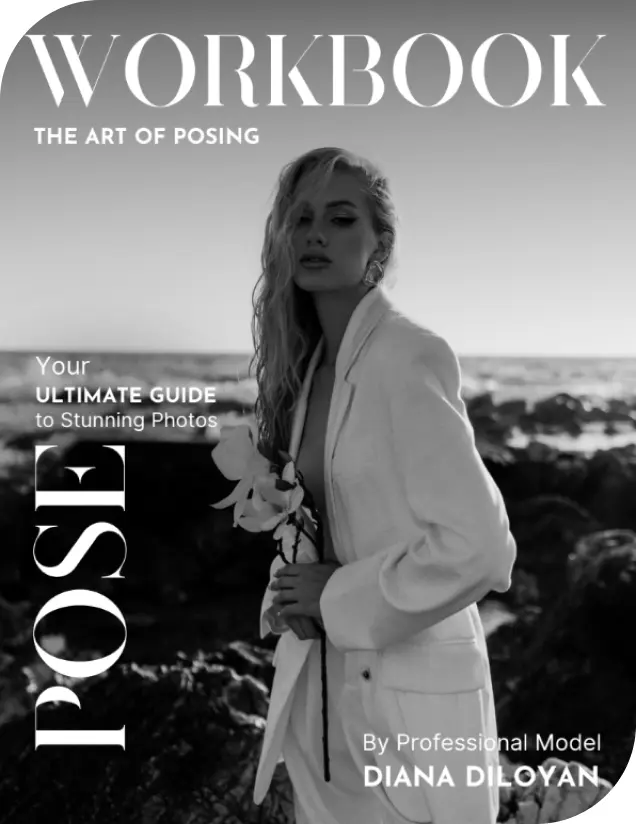 WORKBOOK
THE ART OF POSING
Your
ULTIMATE GUIDE
to Stunning Photos
POSE
By Professional Model
DIANA DILOYAN